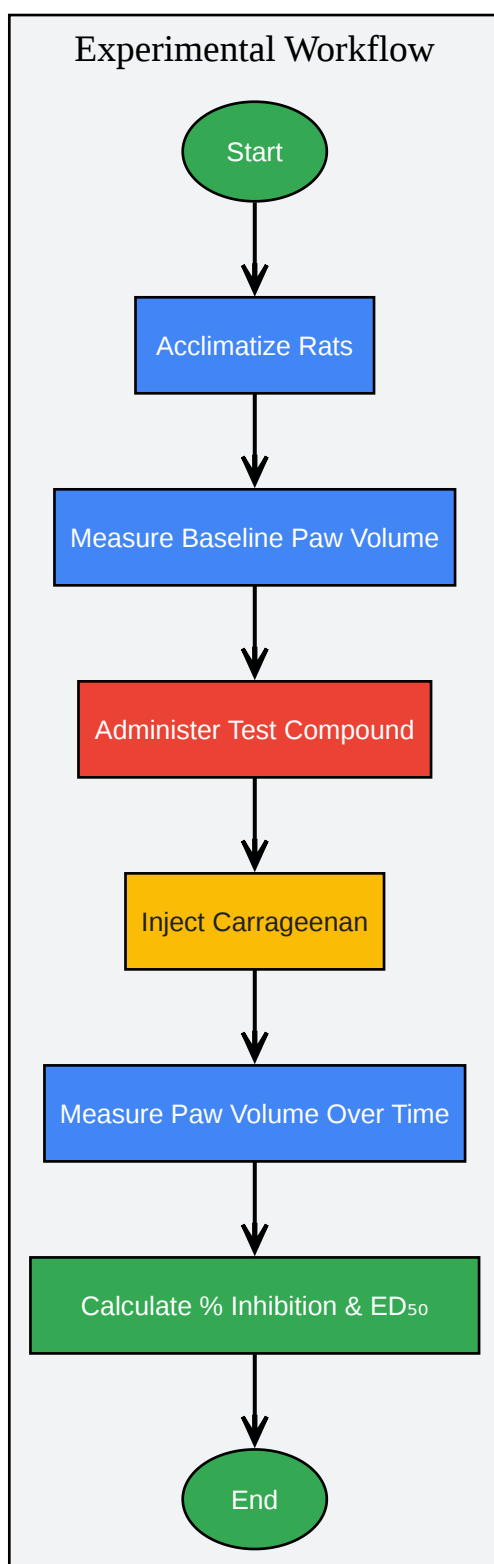 Experimental Workflow
Start
Acclimatize Rats
Measure Baseline Paw Volume
Administer Test Compound
Inject Carrageenan
Measure Paw Volume Over Time
Calculate % Inhibition & ED₅₀
End